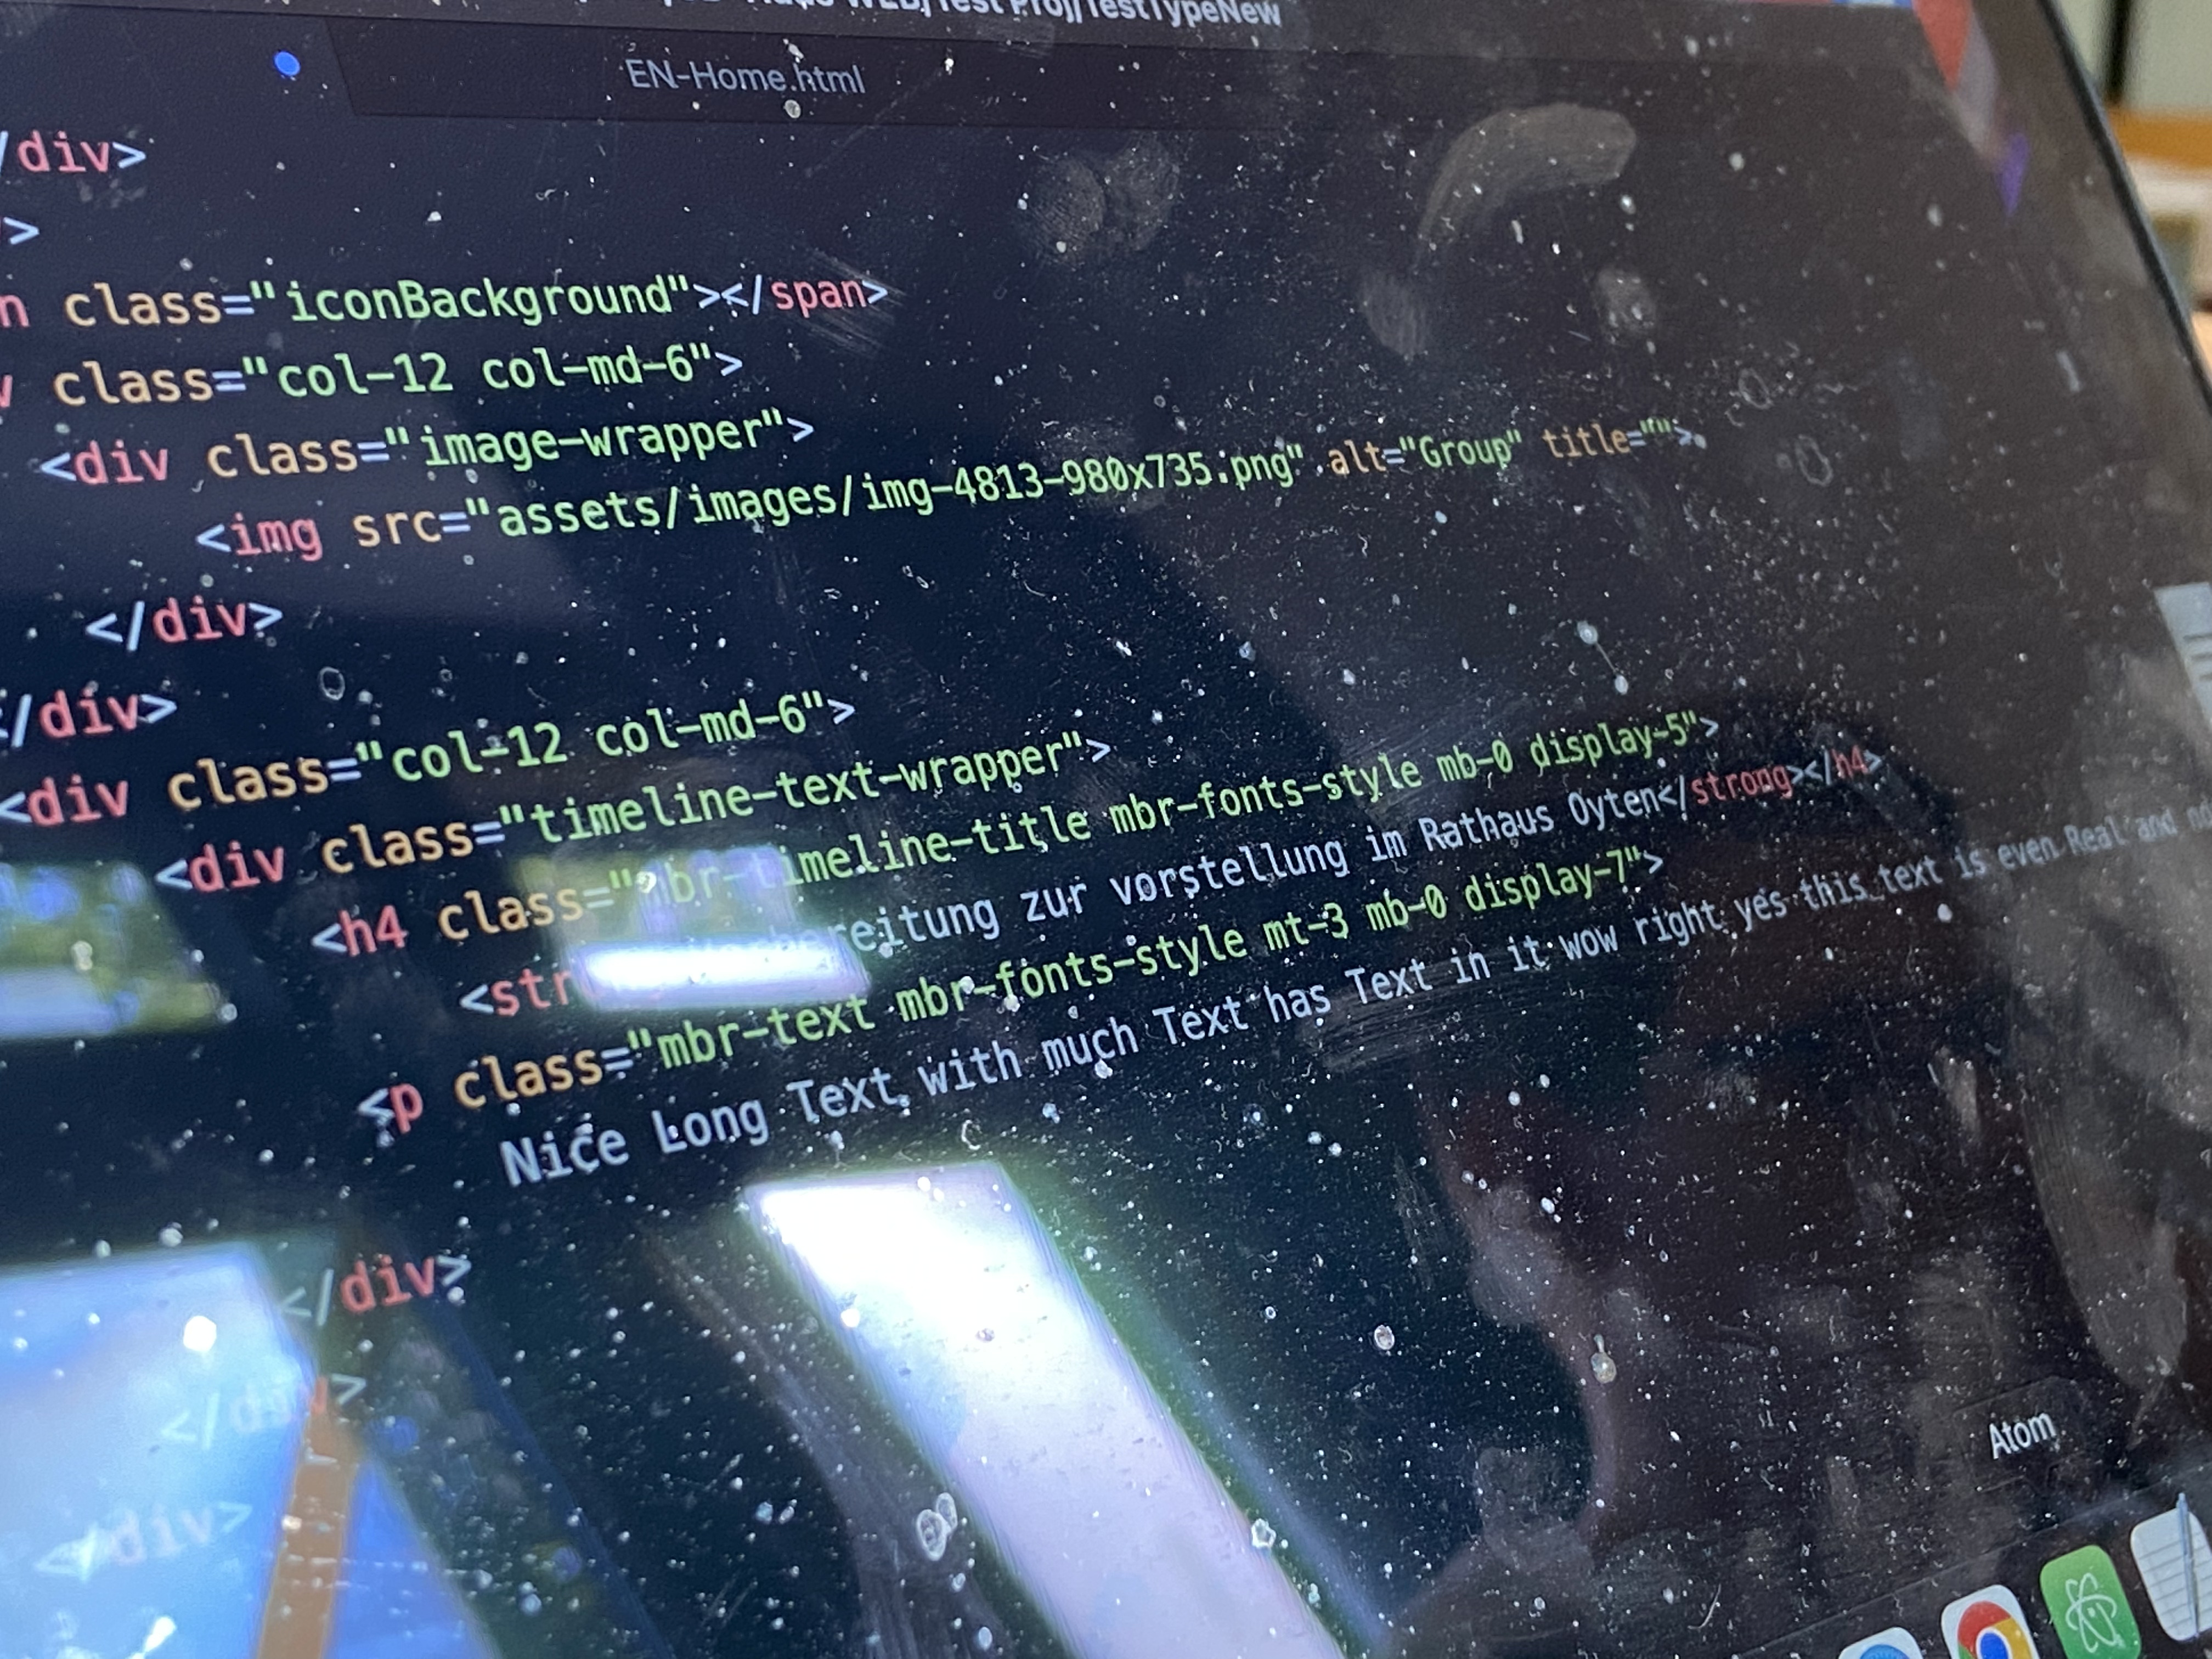 TestTypeNew
EN-Home.html
/div>
>
n class="iconBackground"></span>
class="col-12 col-md-6">
<div class="image-wrapper">
<img src="assets/images/img-4813-980x735.png" alt="Group" title="">
</div>
/div>
<div class="col-12 col-md-6">
<div class="timeline-text-wrapper">
<h4 class="mbr-timeline-title mbr-fonts-style mb-0 display-5">
zur vorstellung im Rathaus Oyten</strong></h4>
<p class="mbr-text mbr-fonts-style mt-3 mb-0 display-7">
Nice Long Text with much Text has Text in it wow right yes this text is even Real and
</div>
</div>
</div>
Atom